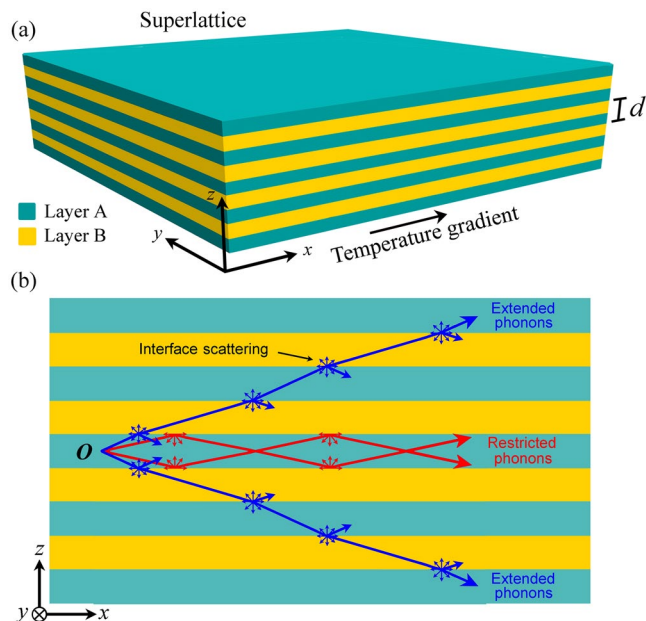 (a)
Superlattice
d
Layer A
Layer B
z
y
x
Temperature gradient
(b)
Extended
phonons
Interface scattering
O
Restricted
phonons
Extended
phonons
z
y
x